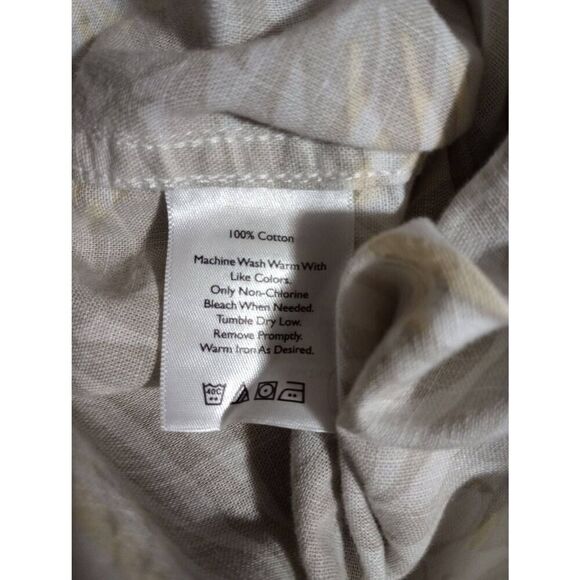 100% Cotton
Machine Wash Warm With
Like Colors.
Only Non-Chlorine
Bleach When Needed.
Tumble Dry Low.
Remove Promptly.
Warm Iron As Desired.
40C